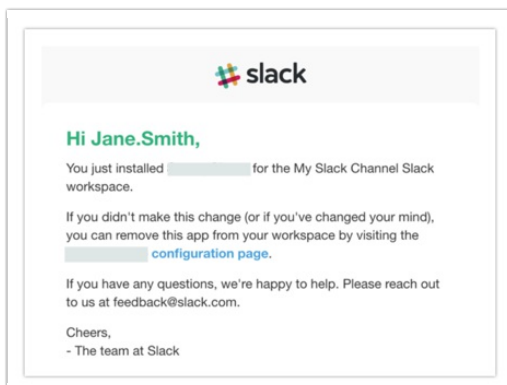 slack
Hi Jane.Smith,
You just installed for the My Slack Channel Slack
workspace.
If you didn't make this change (or if you've changed your mind),
you can remove this app from your workspace by visiting the
configuration page.
If you have any questions, we're happy to help. Please reach out
to us at feedback@slack.com.
Cheers,
- The team at Slack